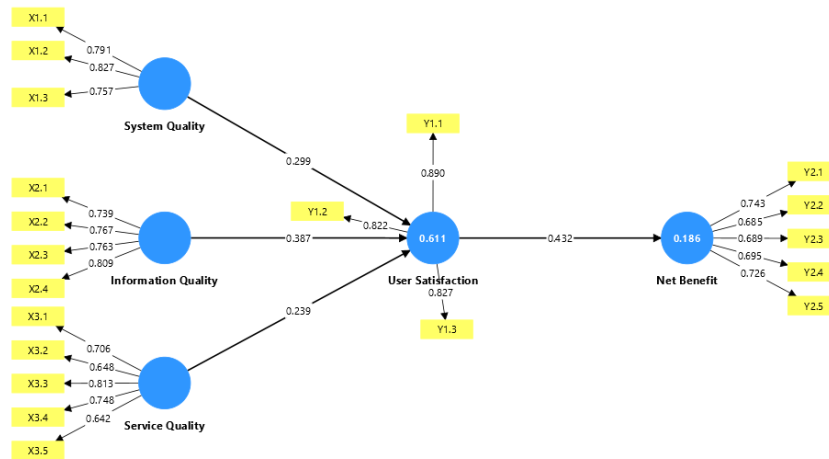 X1.1
X1.2
X1.3
0.791
0.827
0.757
System Quality
0.299
X2.1
X2.2
X2.3
X2.4
0.739
0.767
0.763
0.809
Information Quality
0.387
X3.1
X3.2
X3.3
X3.4
X3.5
0.706
0.648
0.813
0.748
0.642
Service Quality
0.239
Y1.1
0.890
Y1.2
0.822
0.611
User Satisfaction
0.827
Y1.3
0.432
0.186
Net Benefit
0.743
0.685
0.689
0.695
0.726
Y2.1
Y2.2
Y2.3
Y2.4
Y2.5